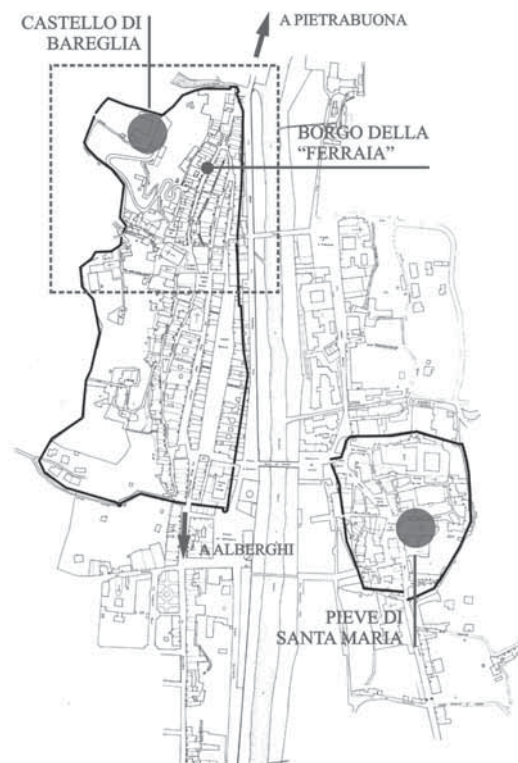 CASTELLO DI
BAREGLIA
A PIETRABUONA
BORGO DELLA
“FERRAIA”
A ALBERGHI
PIEVE DI
SANTA MARIA